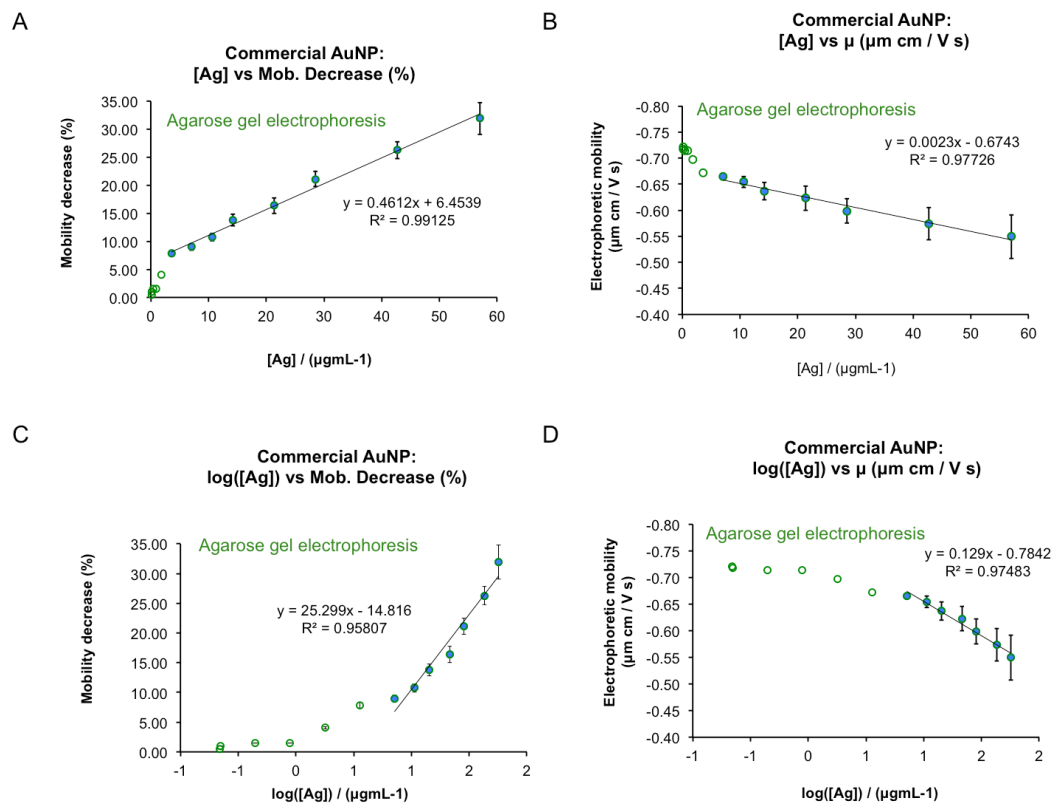 A
Commercial AuNP:
[Ag] vs Mob. Decrease (%)
Agarose gel electrophoresis
Mobility decrease (%)
35.00
30.00
25.00
20.00
15.00
10.00
5.00
0.00
y = 0.4612x + 6.4539
R² = 0.99125
0 10 20 30 40 50 60
[Ag] / (µgmL-1)
B
Commercial AuNP:
[Ag] vs µ (µm cm / V s)
Agarose gel electrophoresis
Electrophoretic mobility
(µm cm / V s)
-0.80
-0.75
-0.70
-0.65
-0.60
-0.55
-0.50
-0.45
-0.40
y = 0.0023x - 0.6743
R² = 0.97726
0 10 20 30 40 50 60
[Ag] / (µgmL-1)
C
Commercial AuNP:
log([Ag]) vs Mob. Decrease (%)
Agarose gel electrophoresis
Mobility decrease (%)
35.00
30.00
25.00
20.00
15.00
10.00
5.00
0.00
y = 25.299x - 14.816
R² = 0.95807
-1 -1 0 1 1 2 2
log([Ag]) / (µgmL-1)
D
Commercial AuNP:
log([Ag]) vs µ (µm cm / V s)
Agarose gel electrophoresis
Electrophoretic mobility
(µm cm / V s)
-0.80
-0.75
-0.70
-0.65
-0.60
-0.55
-0.50
-0.45
-0.40
y = 0.129x - 0.7842
R² = 0.97483
-1 -1 0 1 1 2 2
log([Ag]) / (µgmL-1)